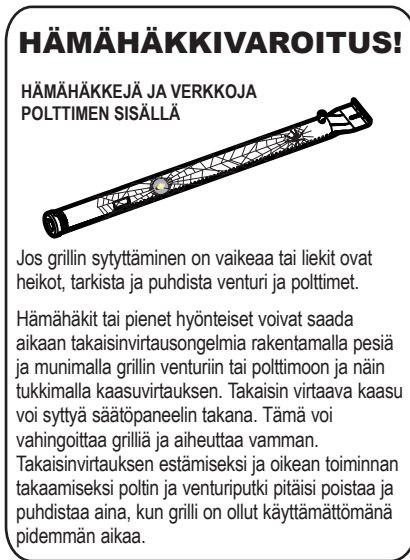 HÄMÄHÄKKIVAROITUS!
HÄMÄHÄKKEJÄ JA VERKKOJA
POLTTIMEN SISÄLLÄ
Jos grillin sytyttäminen on vaikeaa tai liekit ovat
heikot, tarkista ja puhdista venturi ja polttimet.
Hämähäkit tai pienet hyönteiset voivat saada
aikaan takaisinvirtausongelmia rakentamalla pesiä
ja munimalla grillin venturiin tai polttimoon ja näin
tukkimalla kaasuvirtauksen. Takaisin virtaava kaasu
voi syttyä säätöpaneelin takana. Tämä voi
vahingoittaa grilliä ja aiheuttaa vamman.
Takaisinvirtauksen estämiseksi ja oikean toiminnan
takaamiseksi poltin ja venturiputki pitäisi poistaa ja
puhdistaa aina, kun grilli on ollut käyttämättömänä
pidemmän aikaa.